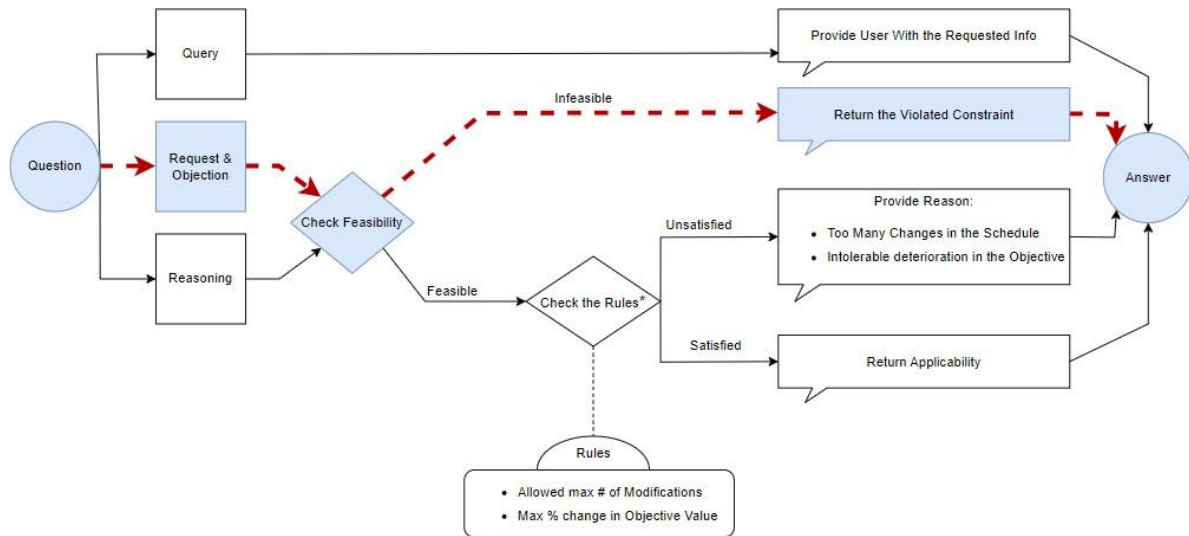 Query
Provide User With the Requested Info
Infeasible
Return the Violated Constraint
Question
Request &
Objection
Answer
Check Feasibility
Provide Reason:
Unsatisfied
• Too Many Changes in the Schedule
• Intolerable deterioration in the Objective
Reasoning
Feasible
Check the Rules*
Satisfied
Return Applicability
Rules
• Allowed max # of Modifications
• Max % change in Objective Value